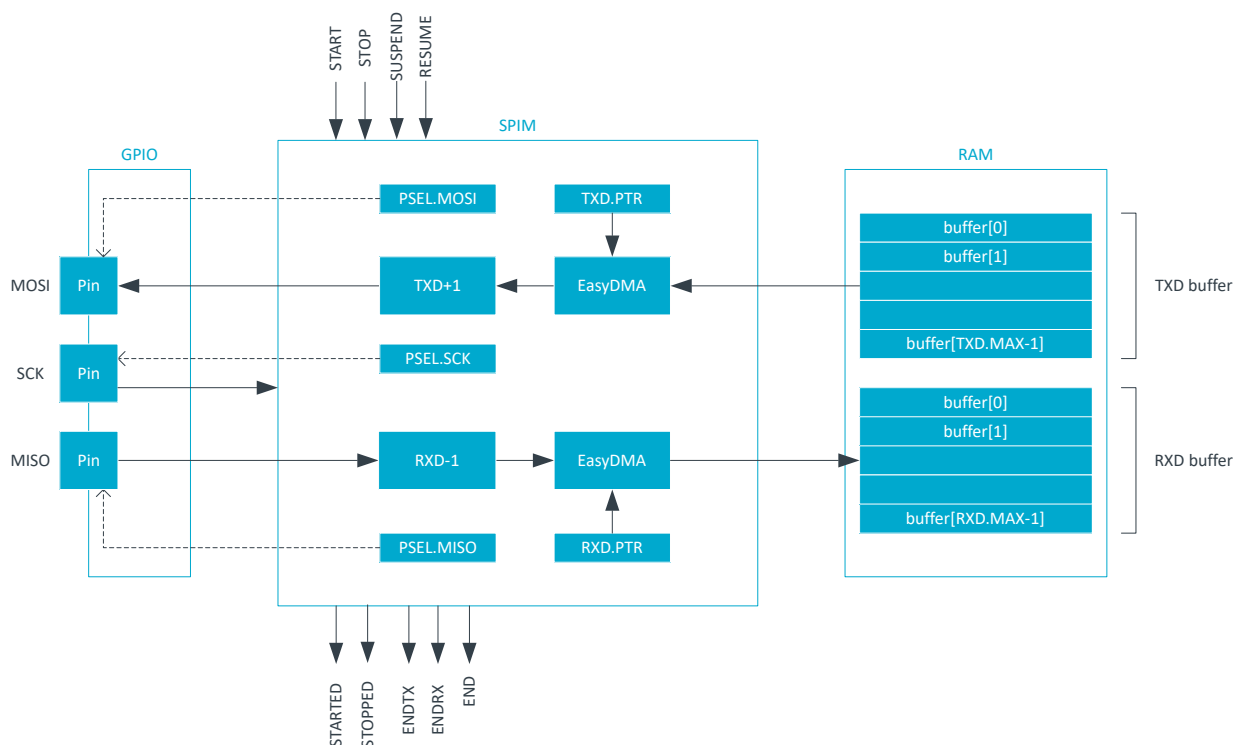 START
STOP
SUSPEND
RESUME
SPIM
GPIO
RAM
PSEL.MOSI
TXD.PTR
buffer[0]
buffer[1]
MOSI
Pin
TXD+1
EasyDMA
TXD buffer
buffer[TXD.MAX-1]
PSEL.SCK
SCK
Pin
buffer[0]
buffer[1]
MISO
Pin
RXD-1
EasyDMA
RXD buffer
buffer[RXD.MAX-1]
PSEL.MISO
RXD.PTR
STARTED
STOPPED
ENDTX
ENDRX
END